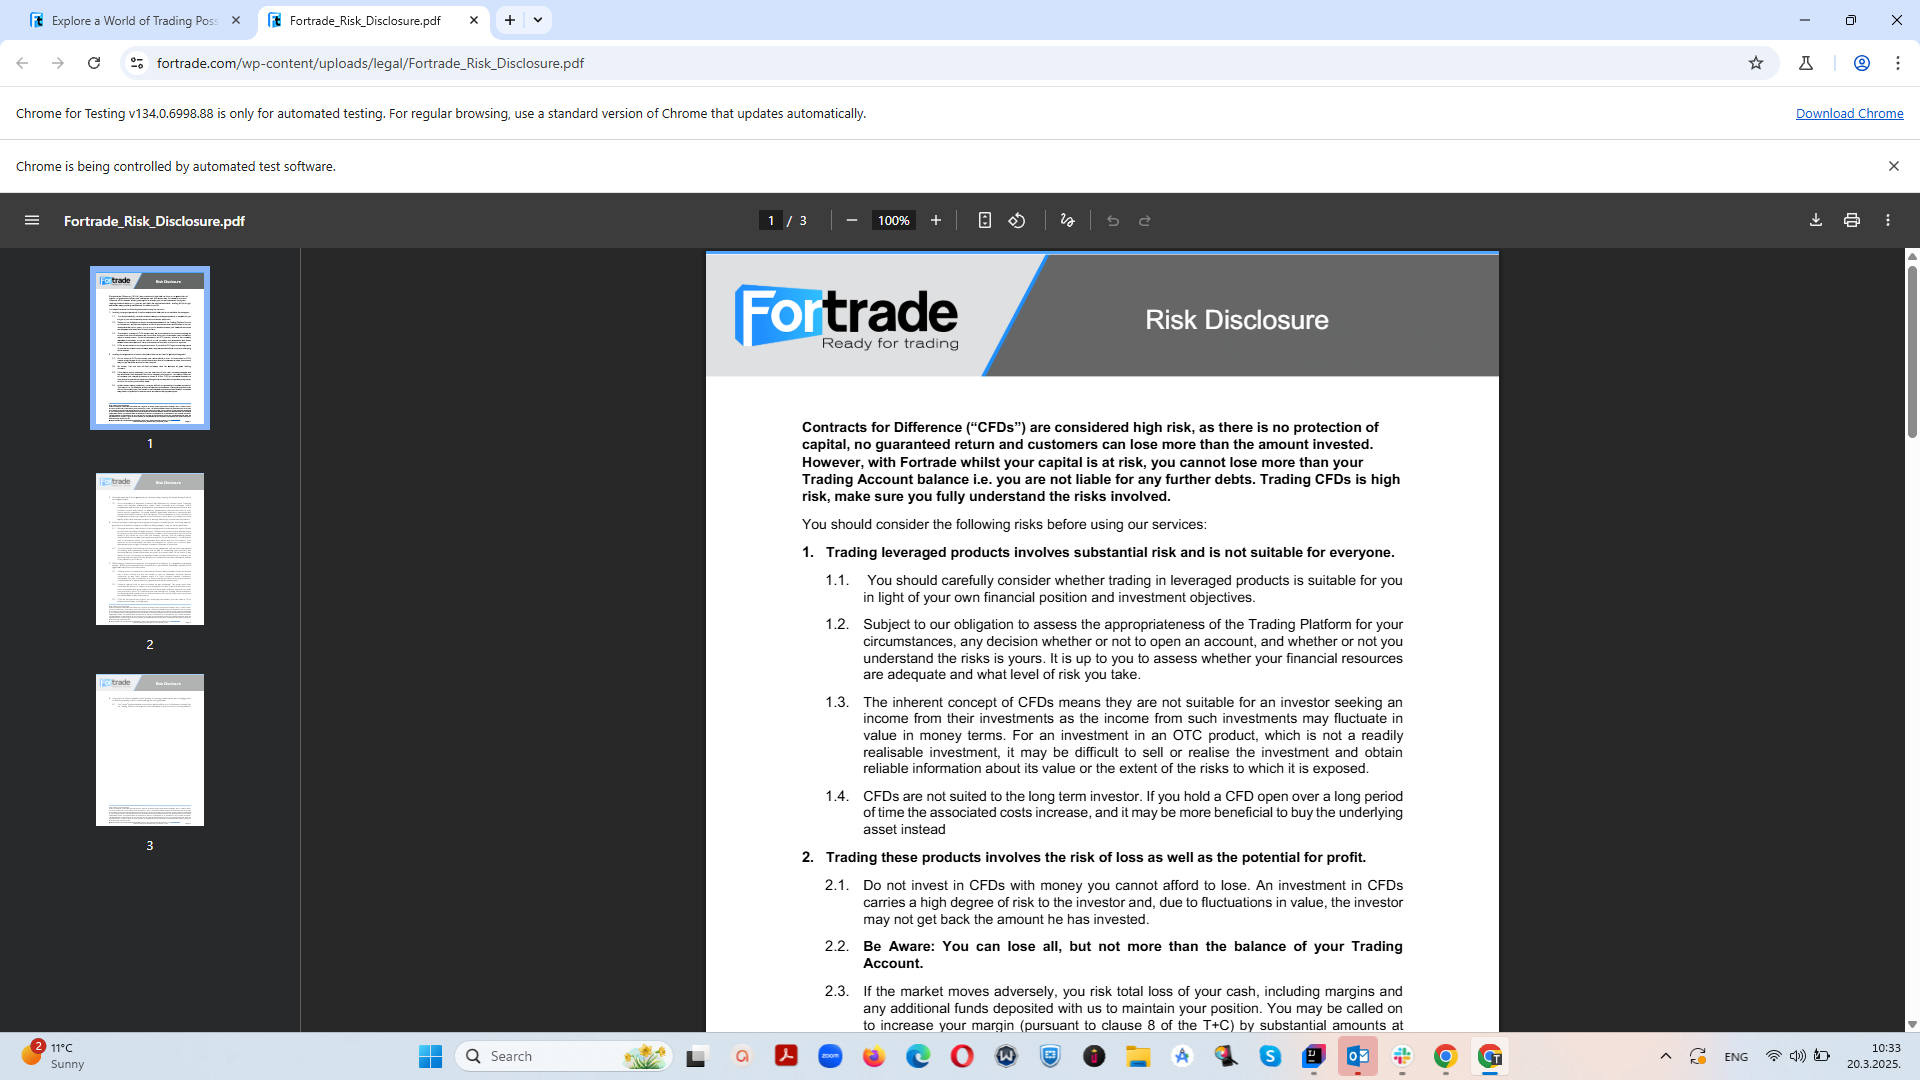 Explore a World of Trading Poss
Fortrade_Risk_Disclosure.pdf
fortrade.com/wp-content/uploads/legal/Fortrade_Risk_Disclosure.pdf
Chrome for Testing v134.0.6998.88 is only for automated testing. For regular browsing, use a standard version of Chrome that updates automatically.
Download Chrome
Chrome is being controlled by automated test software.
Fortrade_Risk_Disclosure.pdf
1 / 3
100%
Fortrade
Ready for trading
Risk Disclosure
Contracts for Difference (“CFDs”) are considered high risk, as there is no protection of
capital, no guaranteed return and customers can lose more than the amount invested.
However, with Fortrade whilst your capital is at risk, you cannot lose more than your
Trading Account balance i.e. you are not liable for any further debts. Trading CFDs is high
risk, make sure you fully understand the risks involved.
You should consider the following risks before using our services:
1. Trading leveraged products involves substantial risk and is not suitable for everyone.
1.1. You should carefully consider whether trading in leveraged products is suitable for you
in light of your own financial position and investment objectives.
1.2. Subject to our obligation to assess the appropriateness of the Trading Platform for your
circumstances, any decision whether or not to open an account, and whether or not you
understand the risks is yours. It is up to you to assess whether your financial resources
are adequate and what level of risk you take.
1.3. The inherent concept of CFDs means they are not suitable for an investor seeking an
income from their investments as the income from such investments may fluctuate in
value in money terms. For an investment in an OTC product, which is not a readily
realisable investment, it may be difficult to sell or realise the investment and obtain
reliable information about its value or the extent of the risks to which it is exposed.
1.4. CFDs are not suited to the long term investor. If you hold a CFD open over a long period
of time the associated costs increase, and it may be more beneficial to buy the underlying
asset instead
2. Trading these products involves the risk of loss as well as the potential for profit.
2.1. Do not invest in CFDs with money you cannot afford to lose. An investment in CFDs
carries a high degree of risk to the investor and, due to fluctuations in value, the investor
may not get back the amount he has invested.
2.2. Be Aware: You can lose all, but not more than the balance of your Trading
Account.
2.3. If the market moves adversely, you risk total loss of your cash, including margins and
any additional funds deposited with us to maintain your position. You may be called on
to increase your margin (pursuant to clause 8 of the T+C) by substantial amounts at
Fortrade
Risk Disclosure
1
Fortrade
Risk Disclosure
2
Fortrade
Risk Disclosure
3
2
11°C
Sunny
Search
zoom
ENG
10:33
20.3.2025.